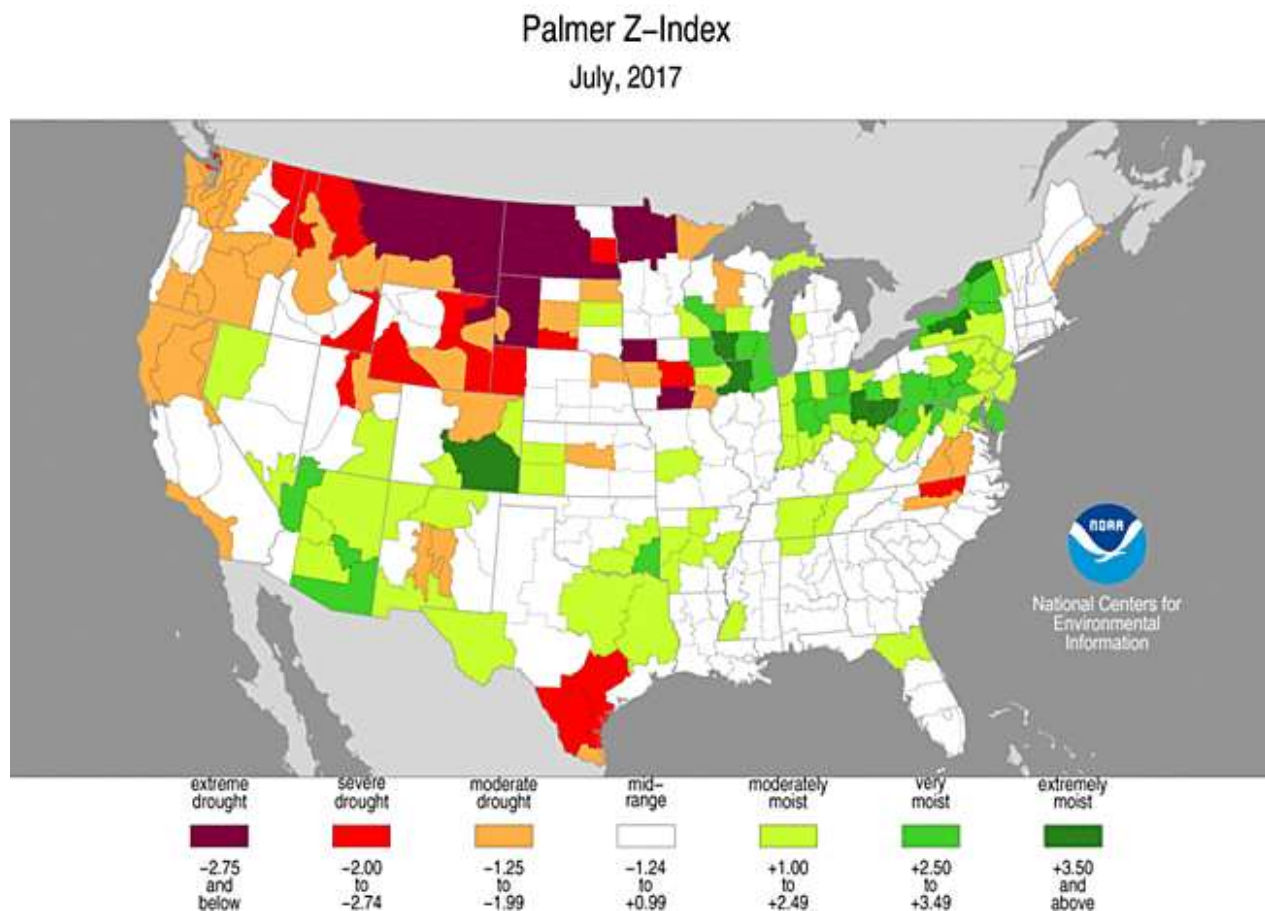 Palmer Z–Index
July, 2017
NOAA
National Centers for
Environmental
Information
extreme drought
severe drought
moderate drought
mid– range
moderately moist
very moist
extremely moist
–2.75 and below
–2.00 to –2.74
–1.25 to –1.99
–1.24 to +0.99
+1.00 to +2.49
+2.50 to +3.49
+3.50 and above